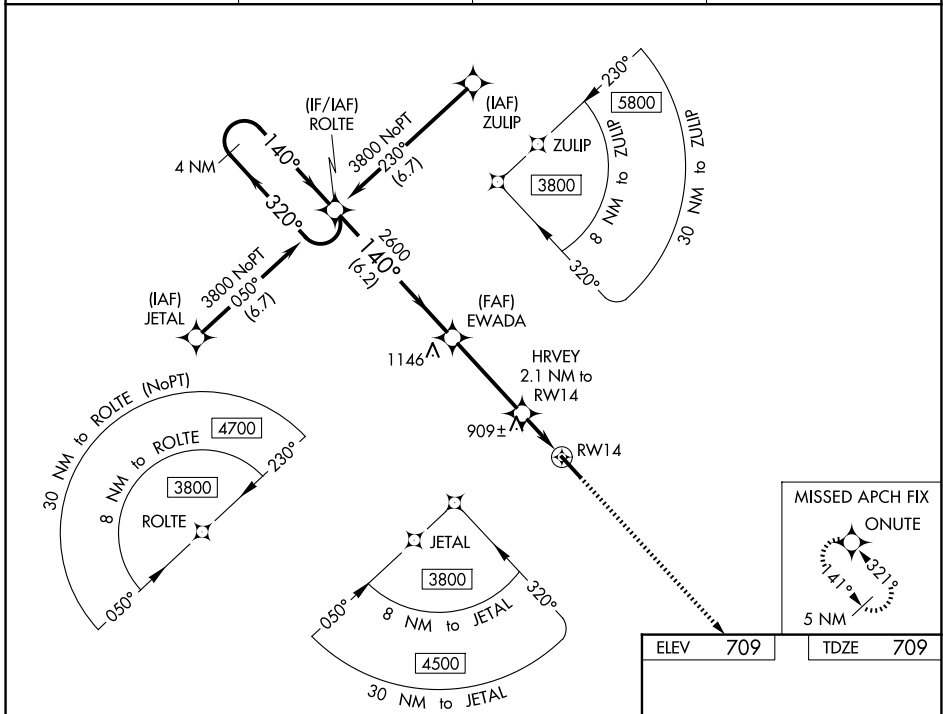 (IF/IAF)
ROLTE
(IAF)
ZULIP
3800 NoPT
230°
(6.7)
140°
4 NM
320°
3800 NoPT
050°
(6.7)
(IAF)
JETAL
2600
140°
(6.2)
(FAF)
EWADA
1146
HRVEY
2.1 NM to
RW14
909±
RW14
230°
5800
ZULIP
3800
8 NM to ZULIP
30 NM to ZULIP
320°
30 NM to ROLTE (NoPT)
4700
8 NM to ROLTE
230°
3800
ROLTE
050°
JETAL
3800
050°
320°
8 NM to JETAL
4500
30 NM to JETAL
MISSED APCH FIX
ONUTE
141°
321°
5 NM
ELEV 709
TDZE 709